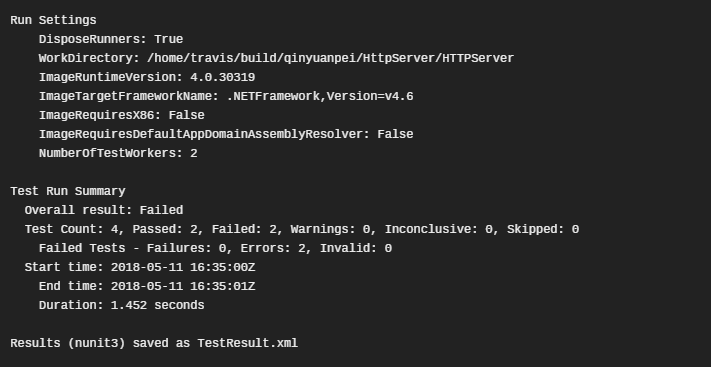 Run Settings
    DisposeRunners: True
    WorkDirectory: /home/travis/build/qinyuanpei/HttpServer/HTTPServer
    ImageRuntimeVersion: 4.0.30319
    ImageTargetFrameworkName: .NETFramework,Version=v4.6
    ImageRequiresX86: False
    ImageRequiresDefaultAppDomainAssemblyResolver: False
    NumberOfTestWorkers: 2

Test Run Summary
  Overall result: Failed
  Test Count: 4, Passed: 2, Failed: 2, Warnings: 0, Inconclusive: 0, Skipped: 0
    Failed Tests - Failures: 0, Errors: 2, Invalid: 0
  Start time: 2018-05-11 16:35:00Z
    End time: 2018-05-11 16:35:01Z
    Duration: 1.452 seconds

Results (nunit3) saved as TestResult.xml